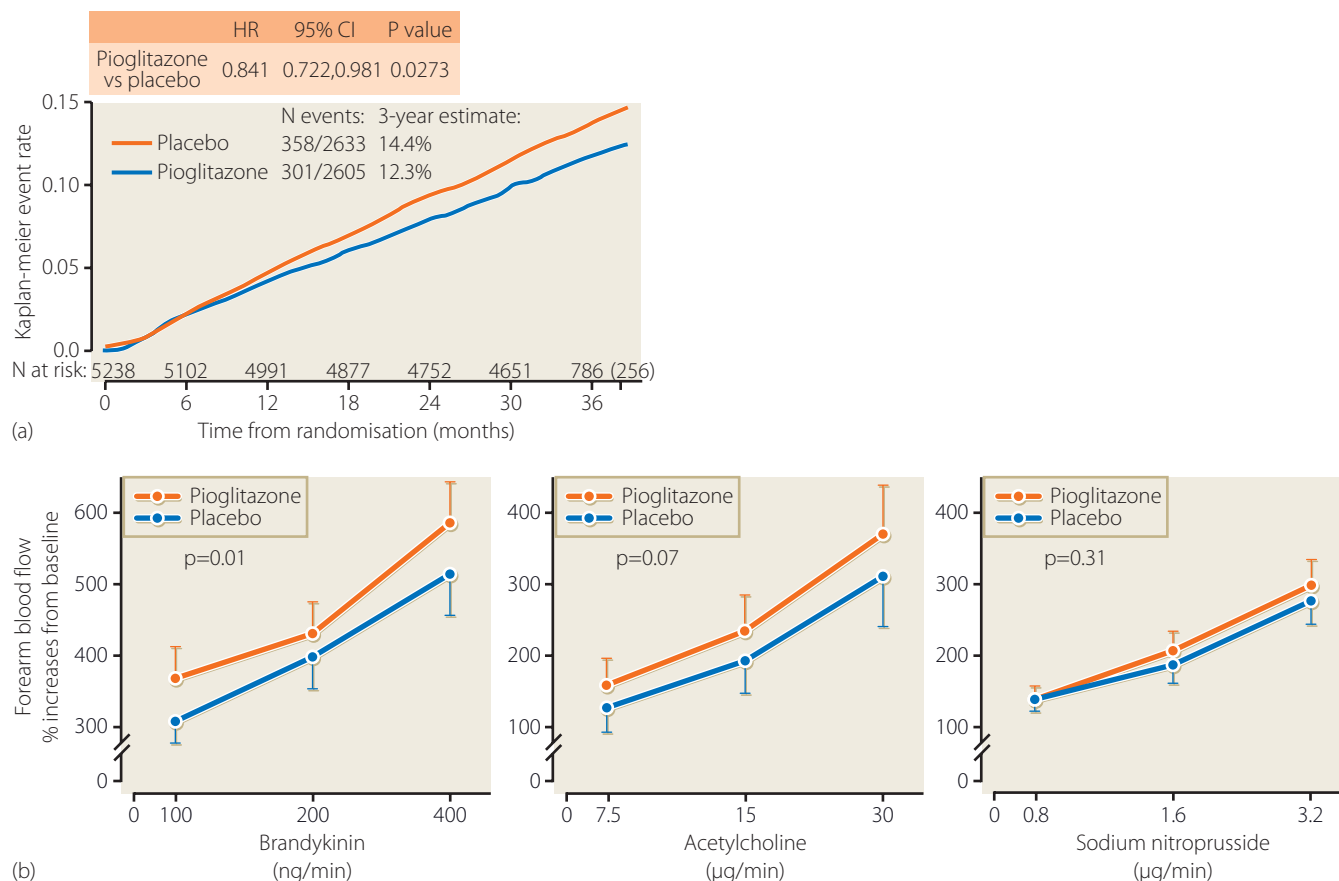 HR 95% CI P value
Pioglitazone
vs placebo 0.841 0.722,0.981 0.0273
Kaplan-meier event rate
0.15
0.10
0.05
0.0
N events: 3-year estimate:
Placebo 358/2633 14.4%
Pioglitazone 301/2605 12.3%
N at risk: 5238 5102 4991 4877 4752 4651 786 (256)
0 6 12 18 24 30 36
Time from randomisation (months)
(a)
Forearm blood flow
% increases from baseline
Pioglitazone
Placebo
p=0.01
600
500
400
300
0
0 100 200 400
Brandykinin
(ng/min)
Pioglitazone
Placebo
p=0.07
400
300
200
100
0
0 7.5 15 30
Acetylcholine
(µg/min)
Pioglitazone
Placebo
p=0.31
400
300
200
100
0
0 0.8 1.6 3.2
Sodium nitroprusside
(µg/min)
(b)